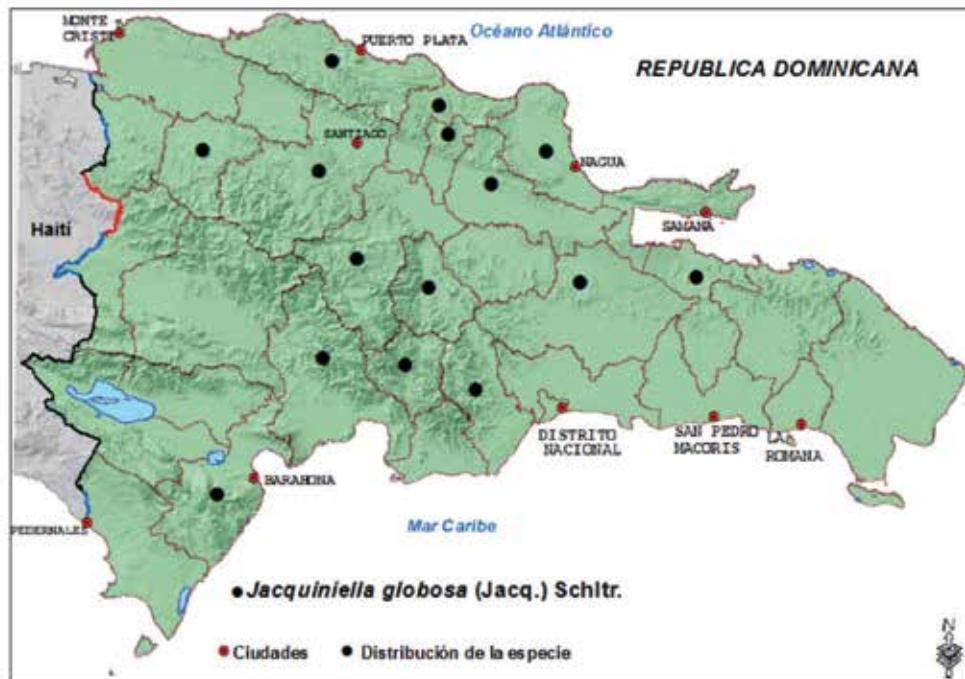 MONTE
CRISTI
PUERTO PLATA
Océano Atlántico
REPUBLICA DOMINICANA
SANTIAGO
NAGUA
SAMANA
Haití
DISTRITO
NACIONAL
SAN PEDRO
MACORIS
LA
ROMANA
BARAHONA
PEDERNALES
Mar Caribe
Jacquiniella globosa (Jacq.) Schltr.
Ciudades
Distribución de la especie
N